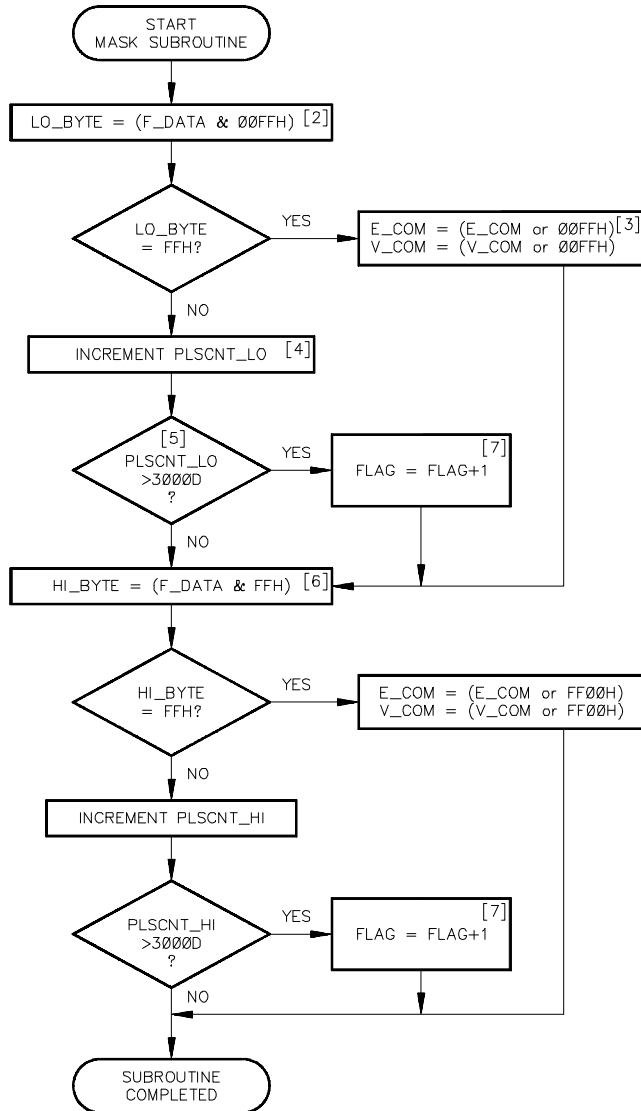 START
MASK SUBROUTINE
LO_BYTE = (F_DATA & ØØFFH) [2]
LO_BYTE
= FFH?
YES
E_COM = (E_COM or ØØFFH) [3]
V_COM = (V_COM or ØØFFH)
NO
INCREMENT PLSCNT_LO [4]
[5]
PLSCNT_LO
>3ØØØD
?
YES
[7]
FLAG = FLAG+1
NO
HI_BYTE = (F_DATA & FFH) [6]
HI_BYTE
= FFH?
YES
E_COM = (E_COM or FFØØH)
V_COM = (V_COM or FFØØH)
NO
INCREMENT PLSCNT_HI
PLSCNT_HI
>3ØØØD
?
YES
[7]
FLAG = FLAG+1
NO
SUBROUTINE
COMPLETED